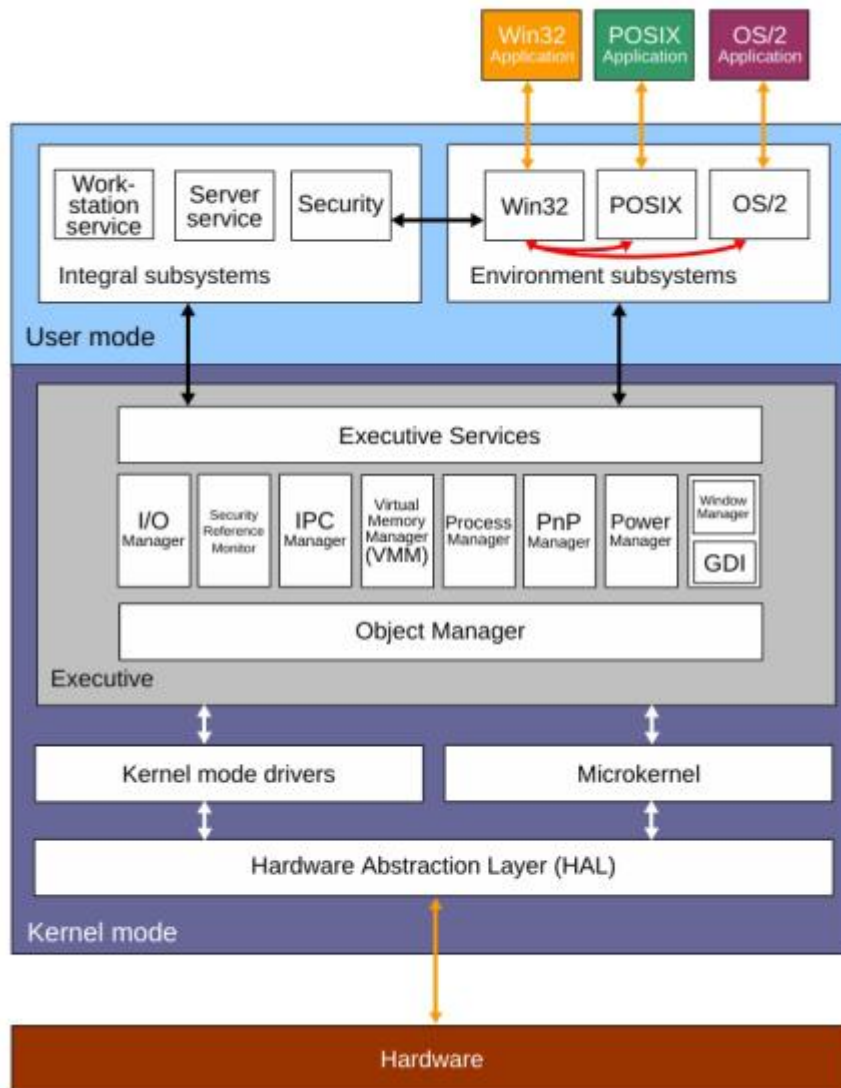 Win32
Application
POSIX
Application
OS/2
Application
Work-
station
service
Server
service
Security
Win32
POSIX
OS/2
Integral subsystems
Environment subsystems
User mode
Executive Services
I/O
Manager
Security
Reference
Monitor
IPC
Manager
Virtual
Memory
Manager
(VMM)
Process
Manager
PnP
Manager
Power
Manager
Window
Manager
GDI
Object Manager
Executive
Kernel mode drivers
Microkernel
Hardware Abstraction Layer (HAL)
Kernel mode
Hardware